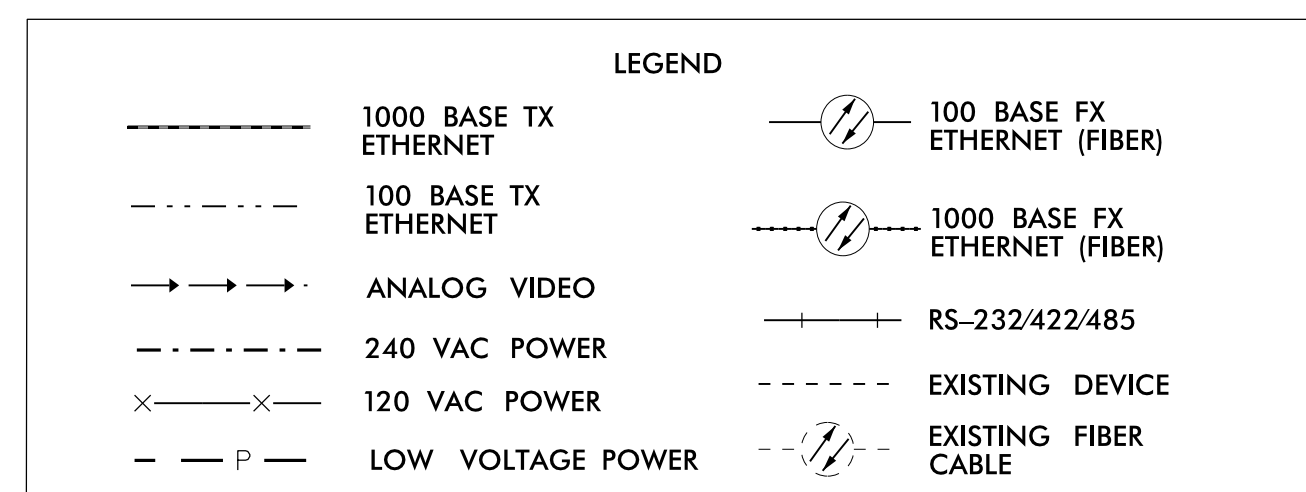 LEGEND
1000 BASE TX
ETHERNET
100 BASE TX
ETHERNET
ANALOG VIDEO
240 VAC POWER
120 VAC POWER
P
LOW VOLTAGE POWER
100 BASE FX
ETHERNET (FIBER)
1000 BASE FX
ETHERNET (FIBER)
RS–232/422/485
EXISTING DEVICE
EXISTING FIBER
CABLE